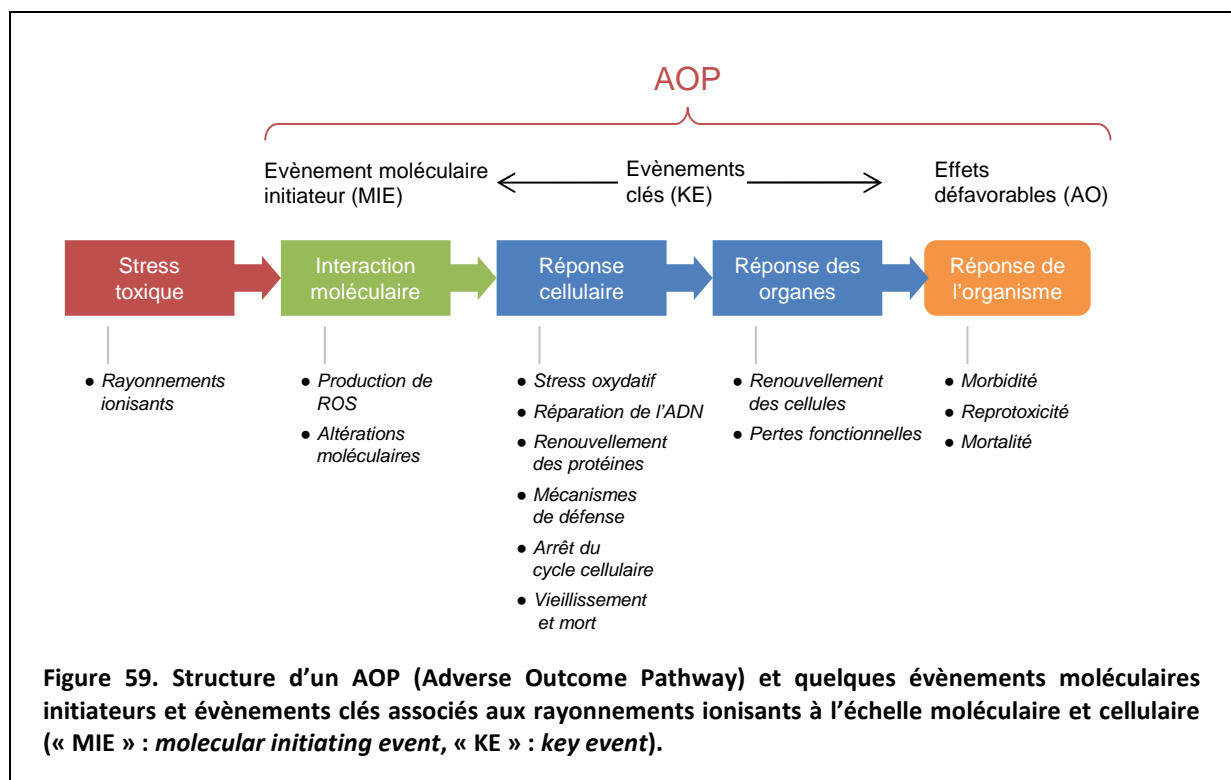 AOP
Evènement moléculaire
initiateur (MIE)
Evènements
clés (KE)
Effets
défavorables (AO)
Stress
toxique
Interaction
moléculaire
Réponse
cellulaire
Réponse des
organes
Réponse de
l'organisme
● Rayonnements
ionisants
● Production de
ROS
● Altérations
moléculaires
● Stress oxydatif
● Réparation de l'ADN
● Renouvellement
des protéines
● Mécanismes
de défense
● Arrêt du
cycle cellulaire
● Vieillissement
et mort
● Renouvellement
des cellules
● Pertes fonctionnelles
● Morbidité
● Reprotoxicité
● Mortalité
Figure 59. Structure d'un AOP (Adverse Outcome Pathway) et quelques évènements moléculaires
initiateurs et évènements clés associés aux rayonnements ionisants à l'échelle moléculaire et cellulaire
(« MIE » : molecular initiating event, « KE » : key event).